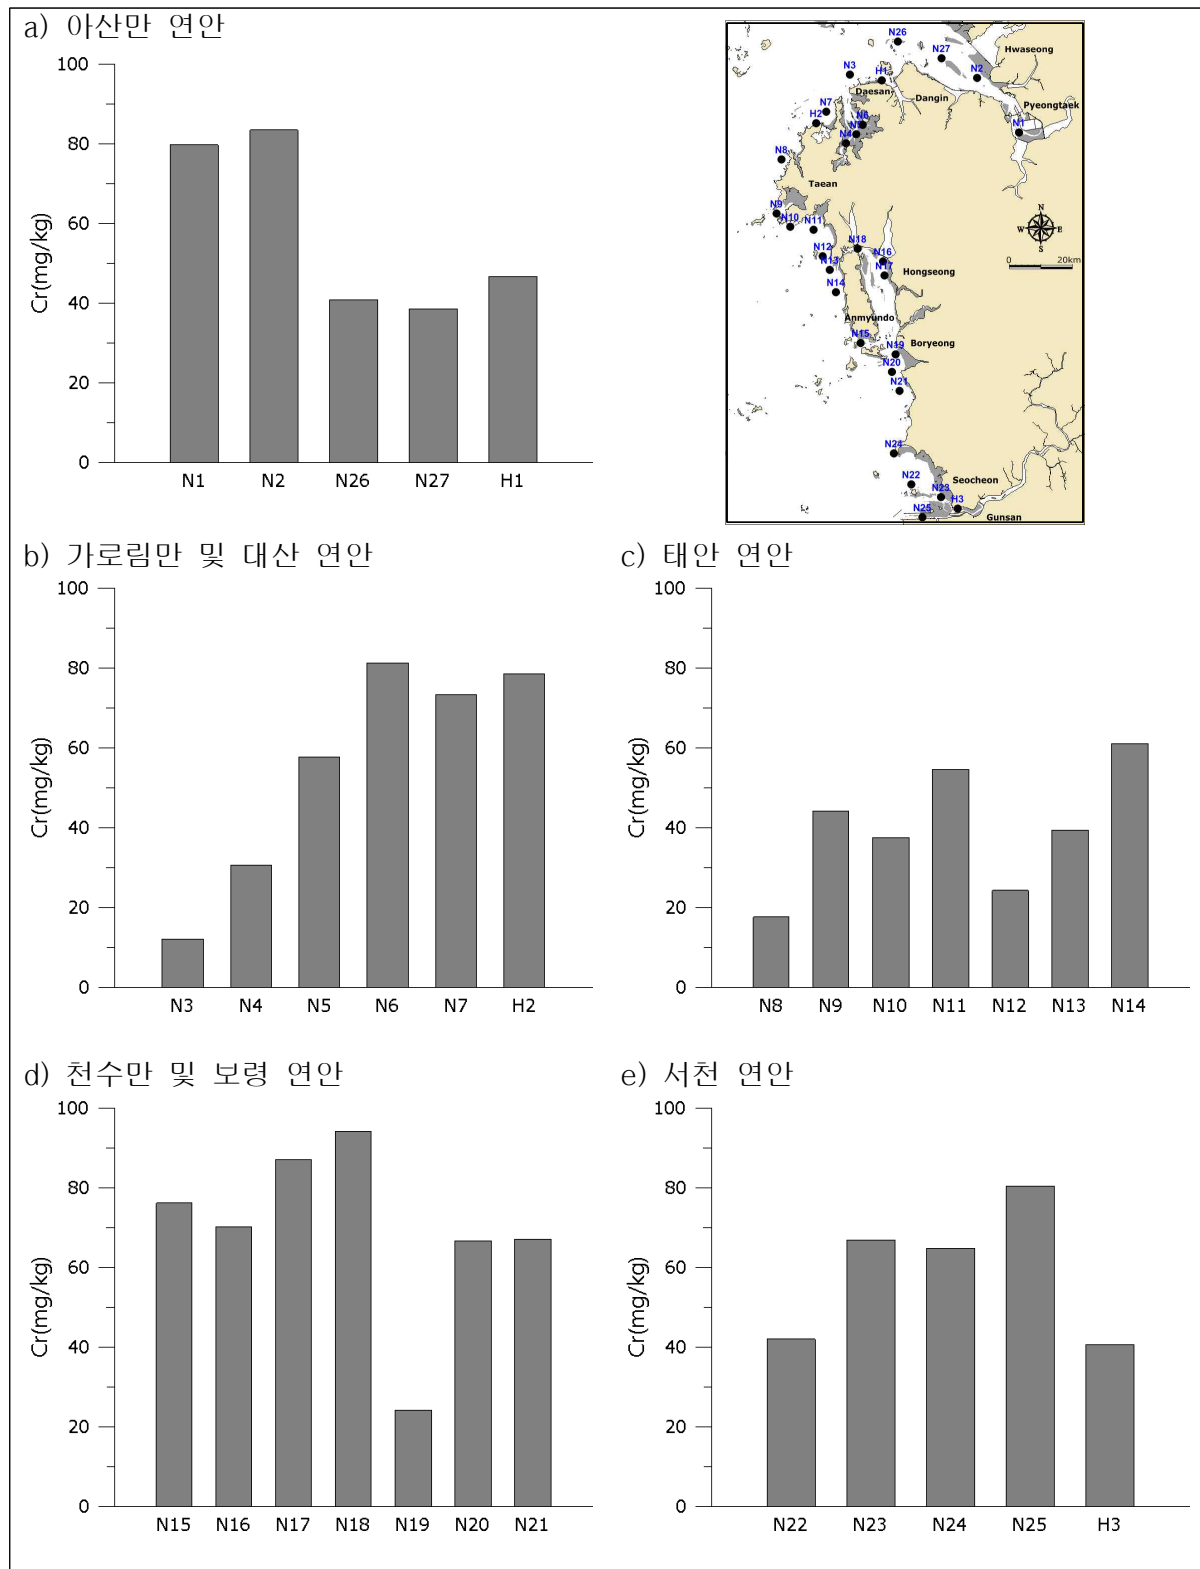 a) 아산만 연안
100
80
60
40
20
0
Cr(mg/kg)
N1 N2 N26 N27 H1
N26
N27
Hwaseong
N3
H1
N2
Daesan
Dangin
Pyeongtaek
N7
H2
N6
N5
N4
N1
N8
Taean
N9
N10
N11
N
W E
S
N18
N12
N16
N13
N17
Hongseong
0 20km
N14
Anmyundo
N15
Boryeong
N19
N20
N21
N24
N22
Seocheon
N23
H3
N25
Gunsan
b) 가로림만 및 대산 연안
100
80
60
40
20
0
Cr(mg/kg)
N3 N4 N5 N6 N7 H2
c) 태안 연안
100
80
60
40
20
0
Cr(mg/kg)
N8 N9 N10 N11 N12 N13 N14
d) 천수만 및 보령 연안
100
80
60
40
20
0
Cr(mg/kg)
N15 N16 N17 N18 N19 N20 N21
e) 서천 연안
100
80
60
40
20
0
Cr(mg/kg)
N22 N23 N24 N25 H3